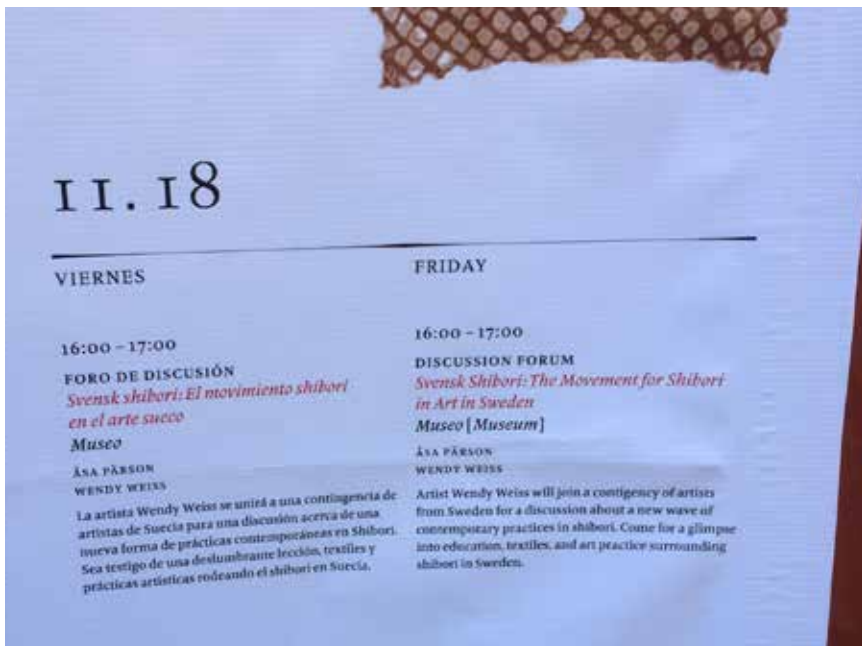 11.18
VIERNES
16:00 – 17:00
FORO DE DISCUSIÓN
Svensk shibori: El movimiento shibori
en el arte sueco
Museo
ÅSA PÄRSON
WENDY WEISS
La artista Wendy Weiss se unirá a una contingencia de
artistas de Suecia para una discusión acerca de una
nueva forma de prácticas contemporáneas en Shibori.
Sea testigo de una deslumbrante lección, textiles y
prácticas artísticas rodeando el shibori en Suecia.
FRIDAY
16:00 – 17:00
DISCUSSION FORUM
Svensk Shibori: The Movement for Shibori
in Art in Sweden
Museo [Museum]
ÅSA PÄRSON
WENDY WEISS
Artist Wendy Weiss will join a contigency of artists
from Sweden for a discussion about a new wave of
contemporary practices in shibori. Come for a glimpse
into education, textiles, and art practice surrounding
shibori in Sweden.